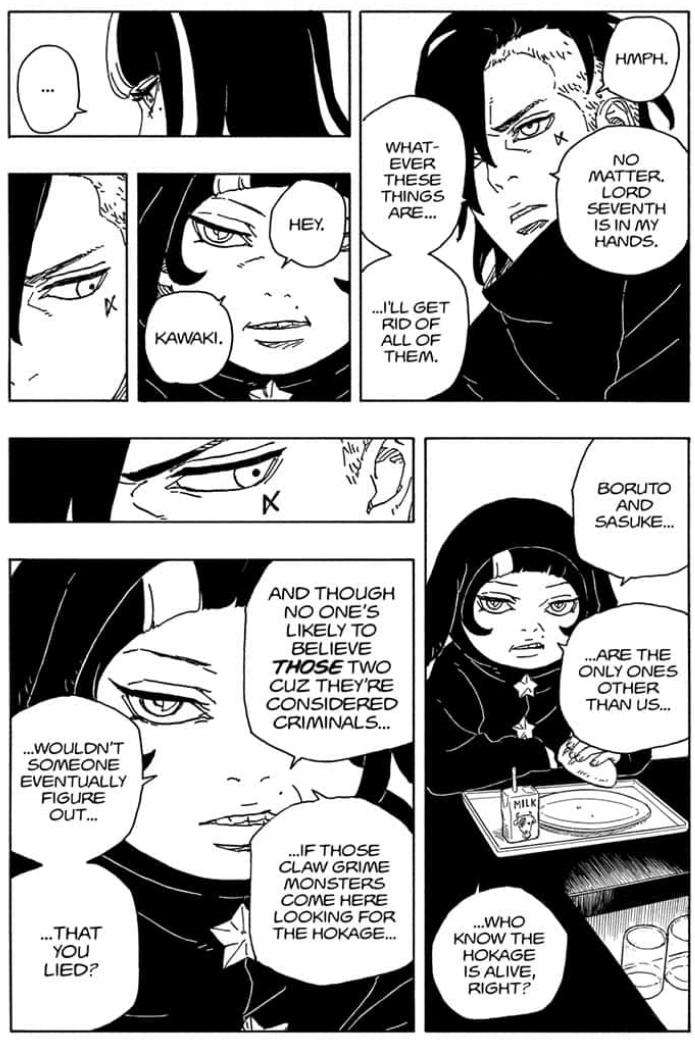 HMPH.
NO
MATTER.
LORD
SEVENTH
IS IN MY
HANDS.
WHAT-
EVER
THESE
THINGS
ARE...
...I'LL GET
RID OF
ALL OF
THEM.
...
HEY.
KAWAKI.
BORUTO
AND
SASUKE...
...ARE THE
ONLY ONES
OTHER
THAN US...
MILK
...WHO
KNOW THE
HOKAGE
IS ALIVE,
RIGHT?
AND THOUGH
NO ONE'S
LIKELY TO
BELIEVE
THOSE TWO
CUZ THEY'RE
CONSIDERED
CRIMINALS...
...IF THOSE
CLAW GRIME
MONSTERS
COME HERE
LOOKING FOR
THE HOKAGE...
...WOULDN'T
SOMEONE
EVENTUALLY
FIGURE
OUT...
...THAT
YOU
LIED?